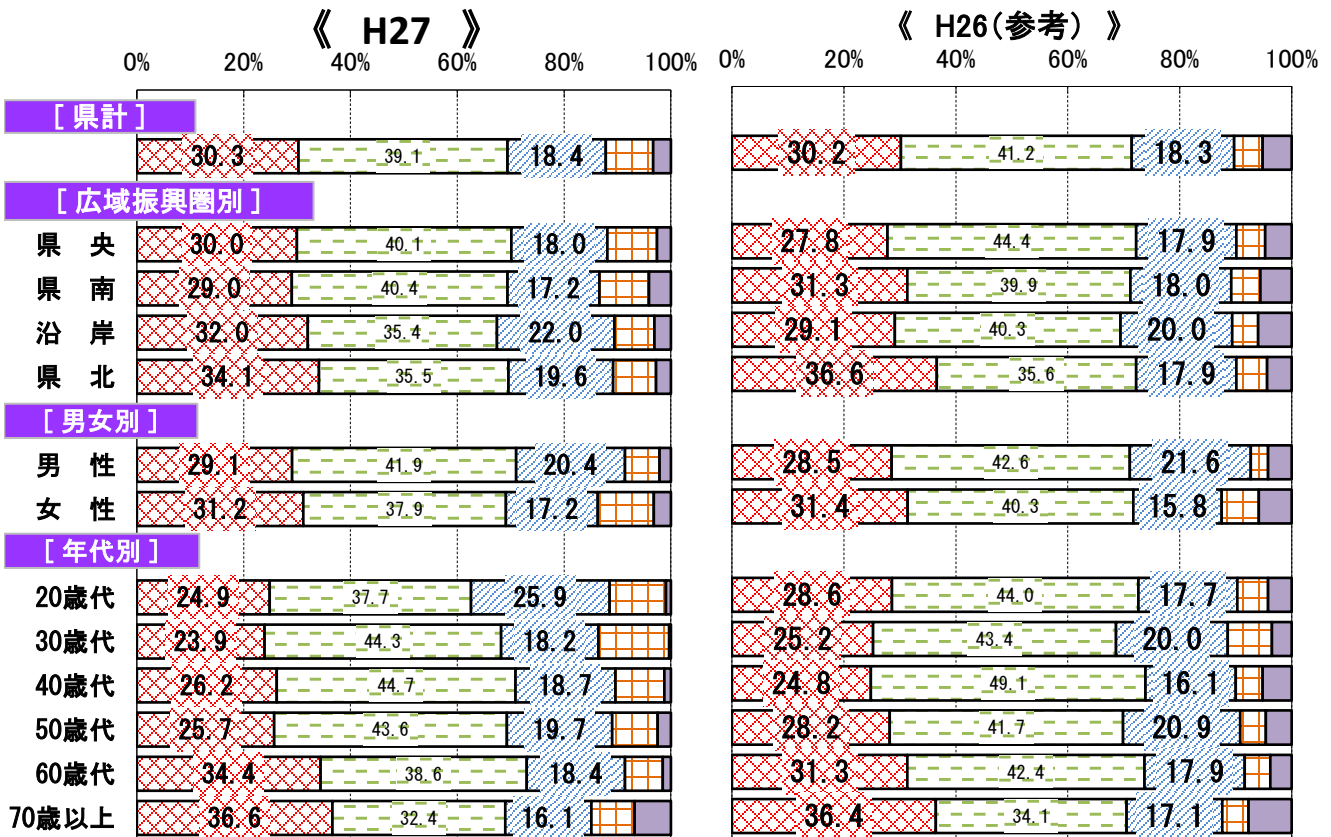 《 H27 》
0% 20% 40% 60% 80% 100%
[ 県計 ]
30.3 39.1 18.4
[ 広域振興圏別 ]
県 央 30.0 40.1 18.0
県 南 29.0 40.4 17.2
沿 岸 32.0 35.4 22.0
県 北 34.1 35.5 19.6
[ 男女別 ]
男 性 29.1 41.9 20.4
女 性 31.2 37.9 17.2
[ 年代別 ]
20歳代 24.9 37.7 25.9
30歳代 23.9 44.3 18.2
40歳代 26.2 44.7 18.7
50歳代 25.7 43.6 19.7
60歳代 34.4 38.6 18.4
70歳以上 36.6 32.4 16.1
《 H26(参考) 》
0% 20% 40% 60% 80% 100%
30.2 41.2 18.3
27.8 44.4 17.9
31.3 39.9 18.0
29.1 40.3 20.0
36.6 35.6 17.9
28.5 42.6 21.6
31.4 40.3 15.8
28.6 44.0 17.7
25.2 43.4 20.0
24.8 49.1 16.1
28.2 41.7 20.9
31.3 42.4 17.9
36.4 34.1 17.1